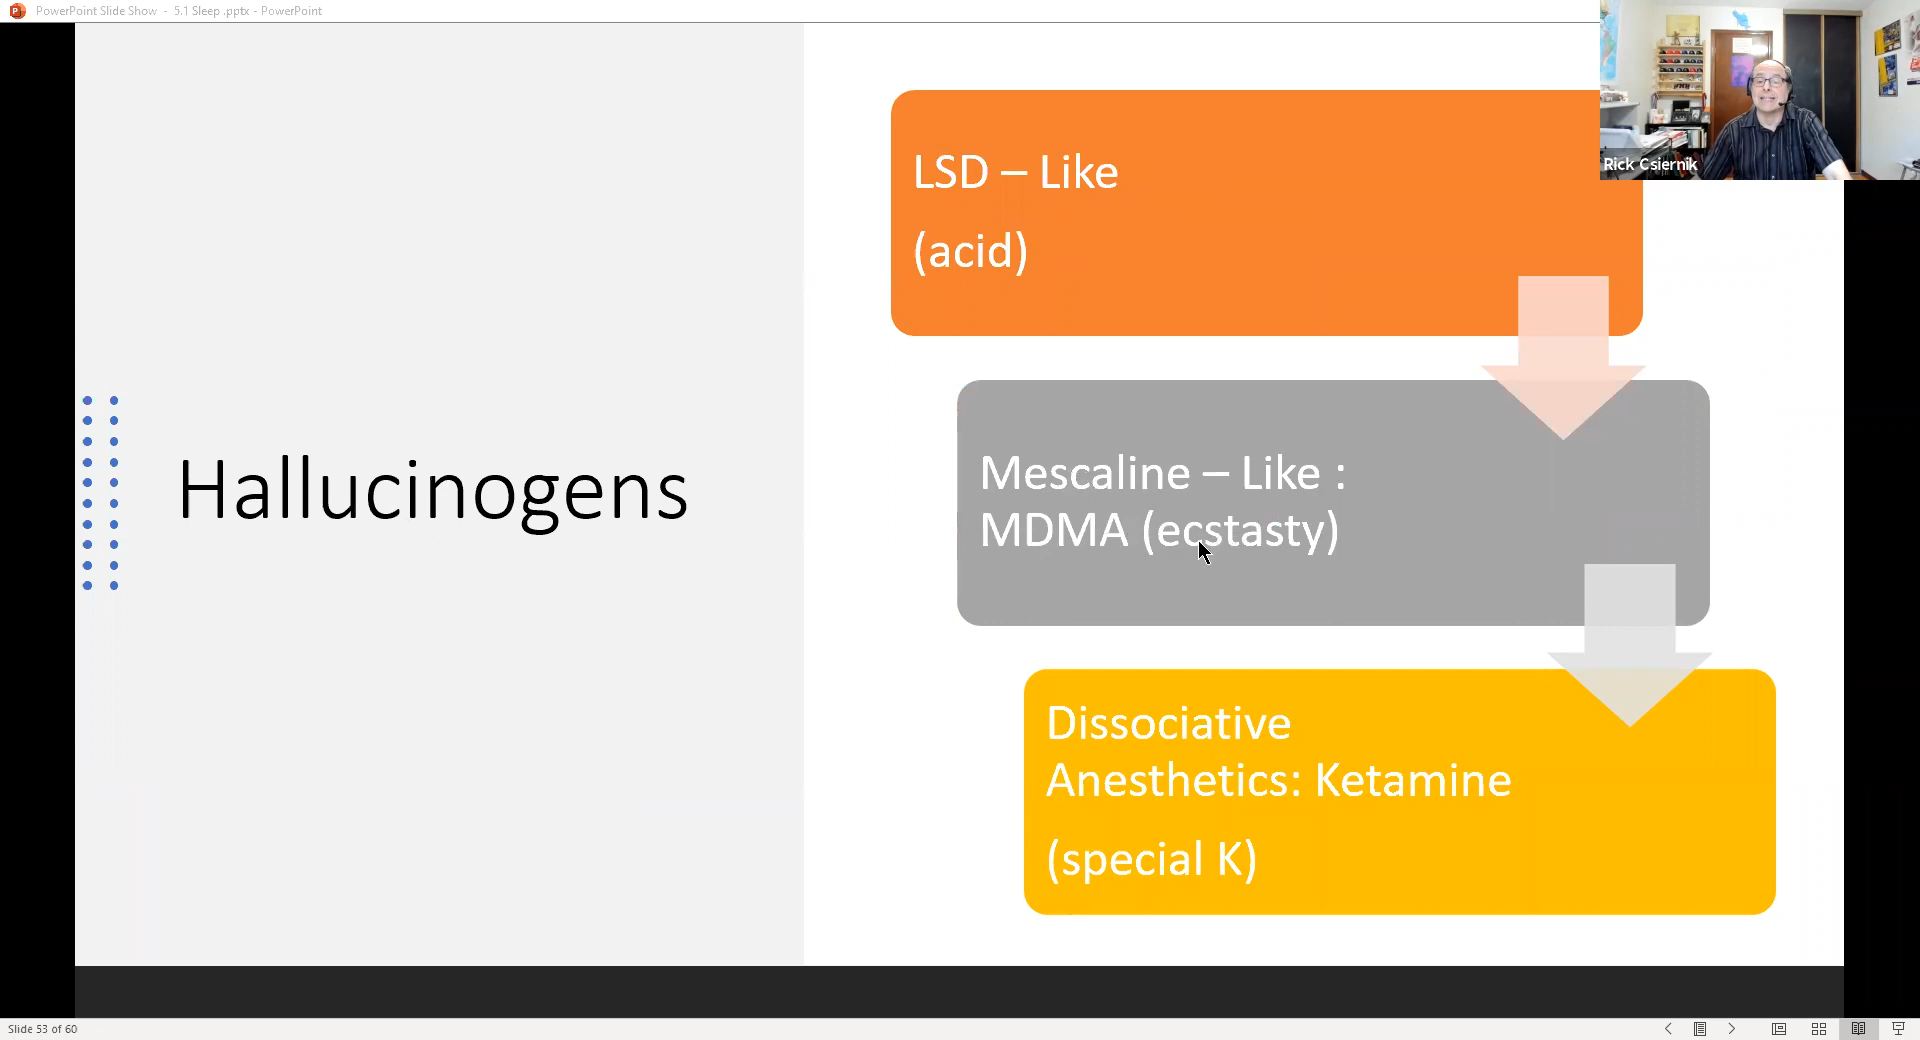 PowerPoint Slide Show - 5.1 Sleep .pptx - PowerPoint
Rick Csiernik
Hallucinogens
LSD – Like
(acid)
Mescaline – Like :
MDMA (ecstasty)
Dissociative
Anesthetics: Ketamine
(special K)
Slide 53 of 60